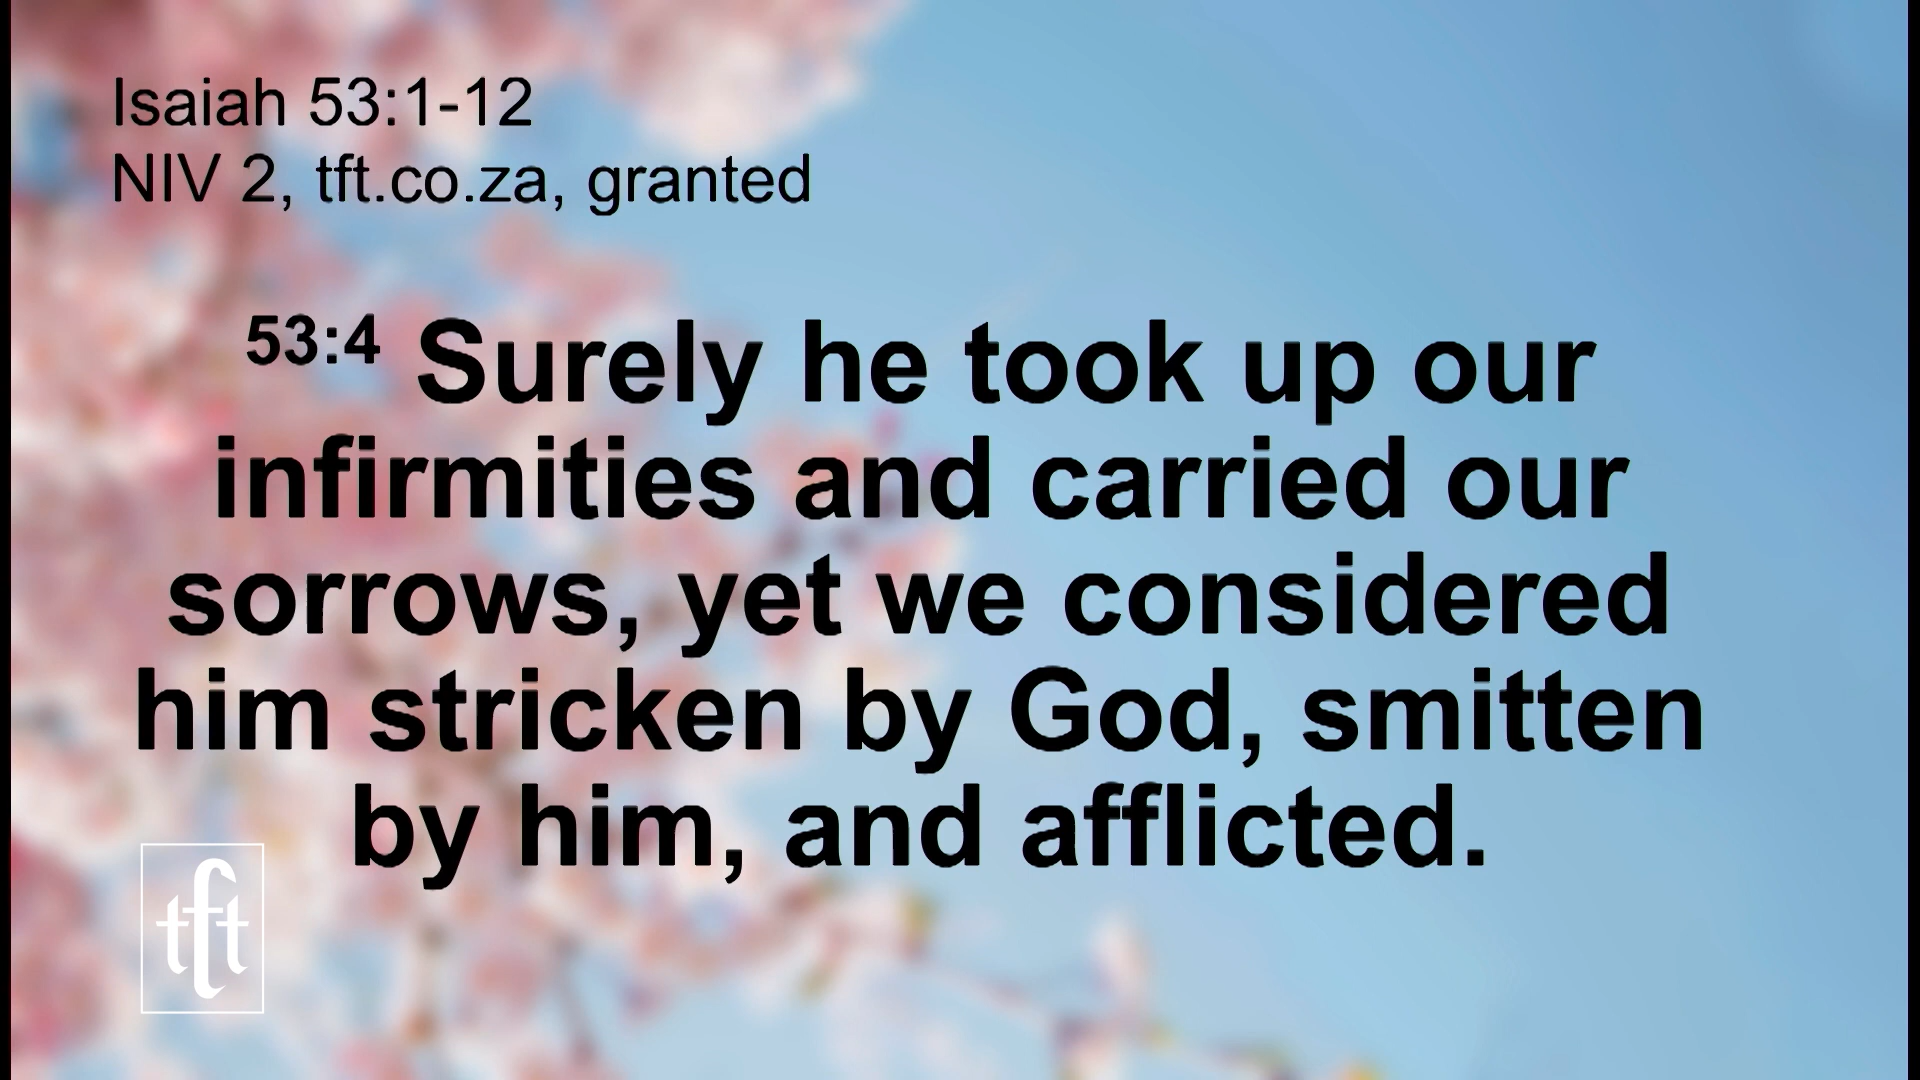 Isaiah 53:1-12
NIV 2, tft.co.za, granted
53:4 Surely he took up our
infirmities and carried our
sorrows, yet we considered
him stricken by God, smitten
by him, and afflicted.
tft